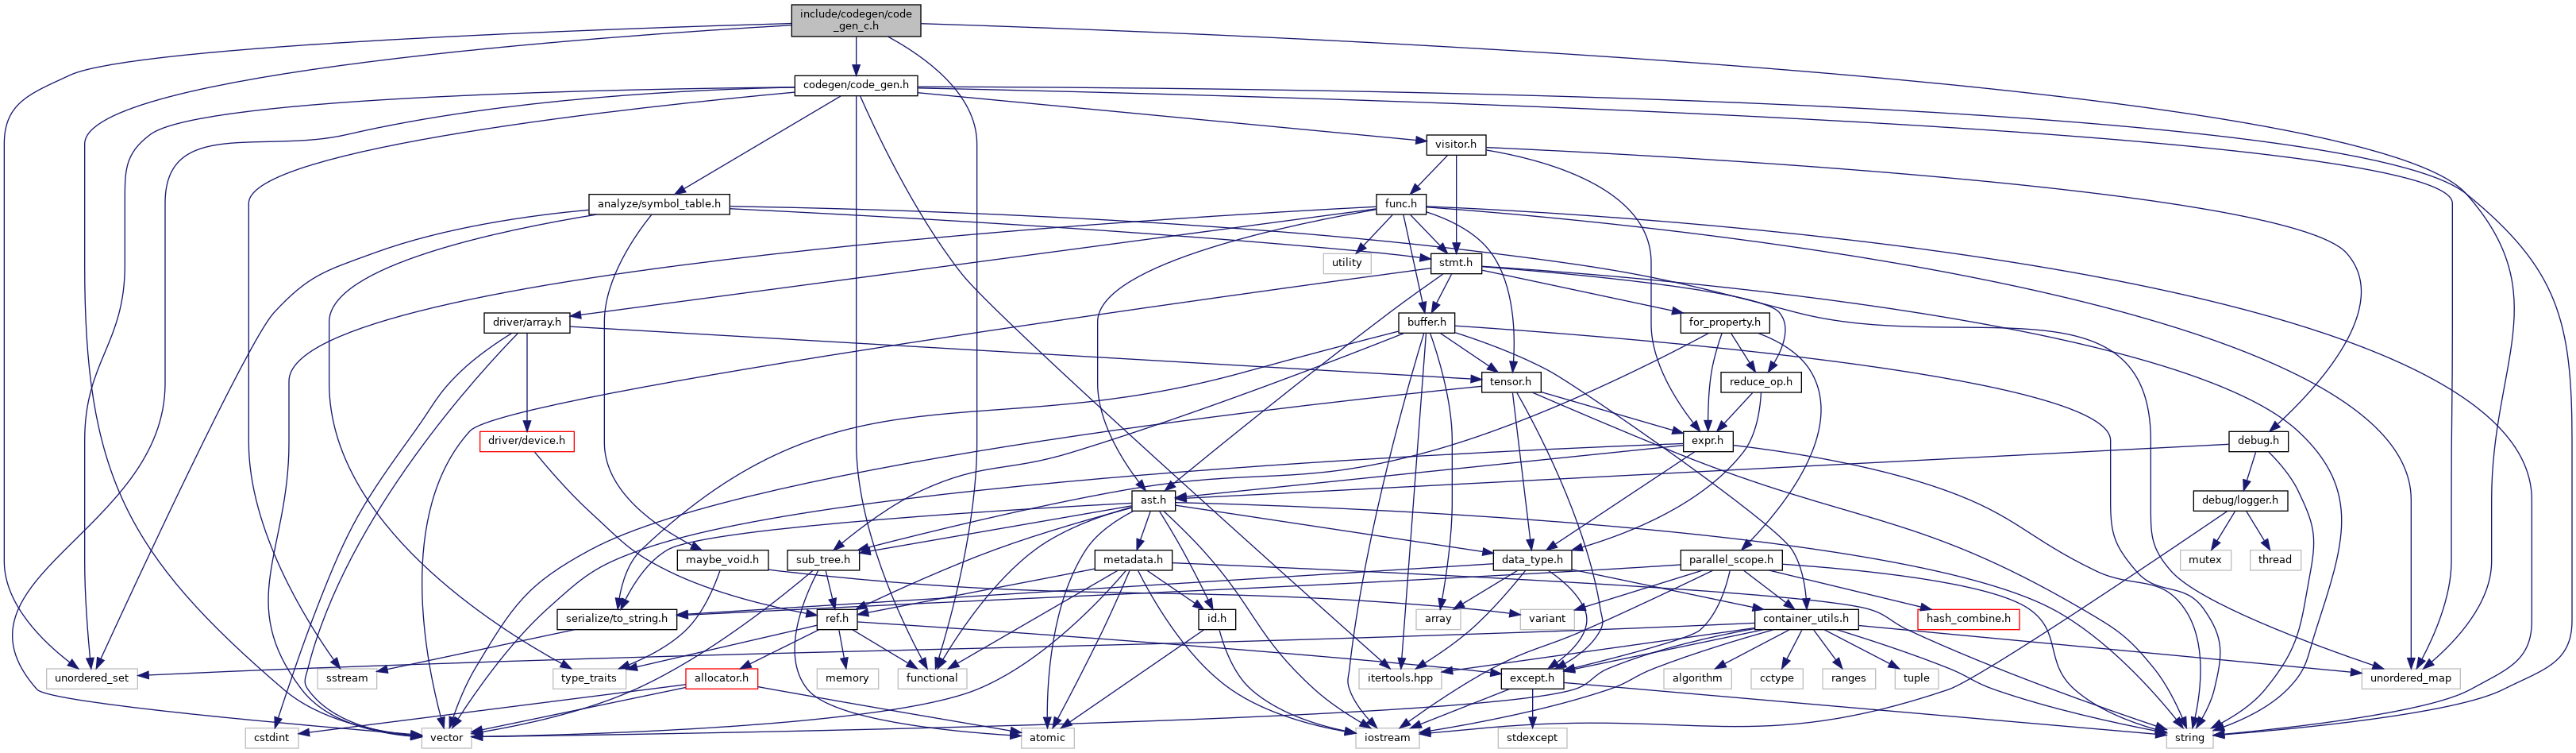 include/codegen/code
_gen_c.h
codegen/code_gen.h
visitor.h
analyze/symbol_table.h
func.h
utility
stmt.h
driver/array.h
buffer.h
for_property.h
tensor.h
reduce_op.h
driver/device.h
expr.h
debug.h
ast.h
debug/logger.h
maybe_void.h
sub_tree.h
metadata.h
data_type.h
parallel_scope.h
mutex
thread
serialize/to_string.h
ref.h
id.h
array
variant
container_utils.h
hash_combine.h
unordered_set
sstream
type_traits
allocator.h
memory
functional
itertools.hpp
except.h
algorithm
cctype
ranges
tuple
unordered_map
cstdint
vector
atomic
iostream
stdexcept
string